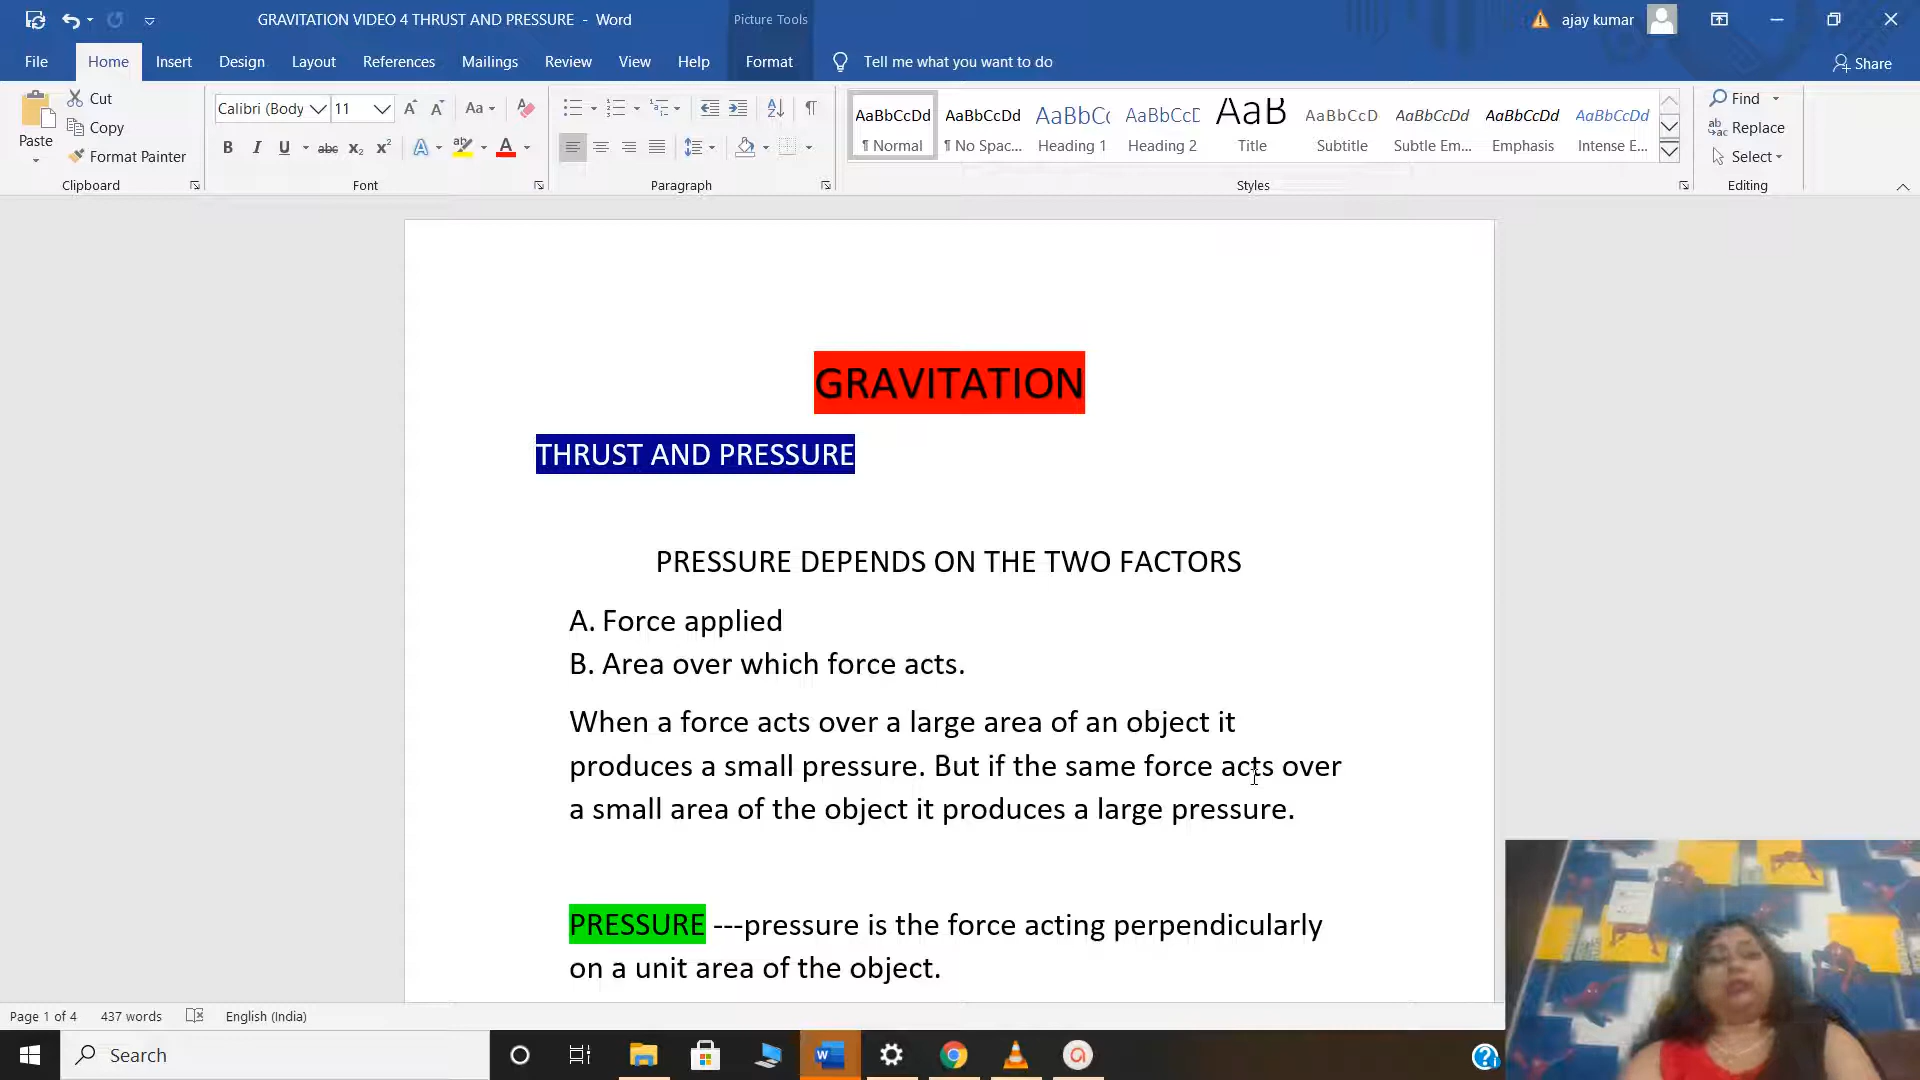 GRAVITATION VIDEO 4 THRUST AND PRESSURE - Word
Picture Tools
ajay kumar
File Home Insert Design Layout References Mailings Review View Help Format Tell me what you want to do Share
Paste
Cut
Copy
Format Painter
Clipboard
Calibri (Body 11
Font
Paragraph
AaBbCcDd AaBbCcDd AaBbCc AaBbCcD AaB AaBbCcD AaBbCcDd AaBbCcDd AaBbCcDd
¶ Normal ¶ No Spac... Heading 1 Heading 2 Title Subtitle Subtle Em... Emphasis Intense E...
Styles
Find
Replace
Select
Editing
GRAVITATION
THRUST AND PRESSURE
PRESSURE DEPENDS ON THE TWO FACTORS
A. Force applied
B. Area over which force acts.
When a force acts over a large area of an object it
produces a small pressure. But if the same force acts over
a small area of the object it produces a large pressure.
PRESSURE ---pressure is the force acting perpendicularly
on a unit area of the object.
Page 1 of 4 437 words English (India)
Search